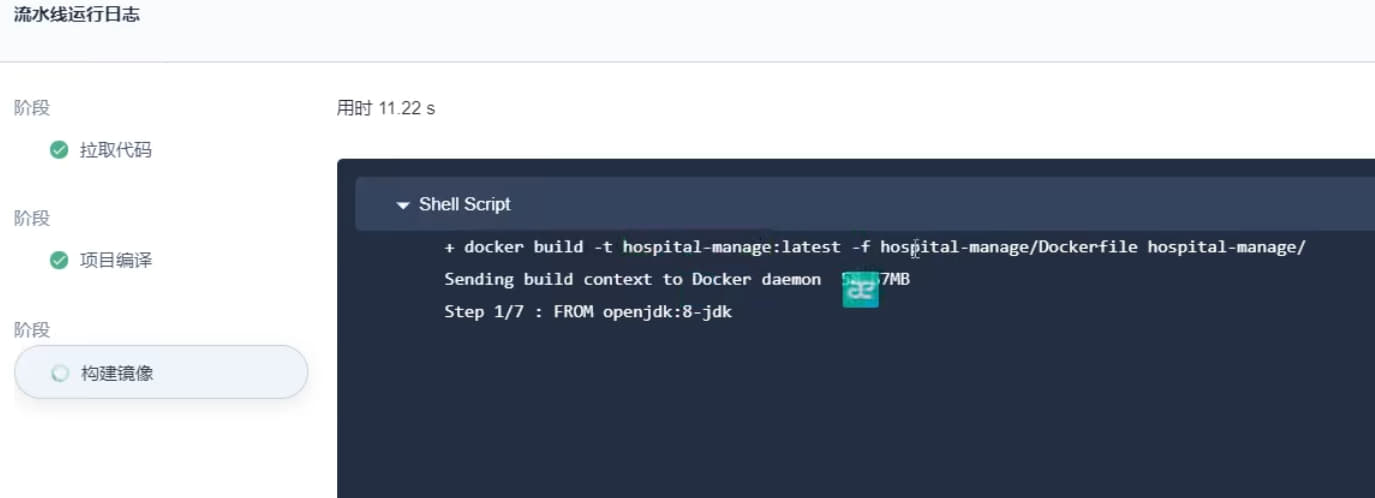 流水线运行日志
阶段
拉取代码
阶段
项目编译
阶段
构建镜像
用时 11.22 s
Shell Script
+ docker build -t hospital-manage:latest -f hospital-manage/Dockerfile hospital-manage/
Sending build context to Docker daemon
Step 1/7 : FROM openjdk:8-jdk